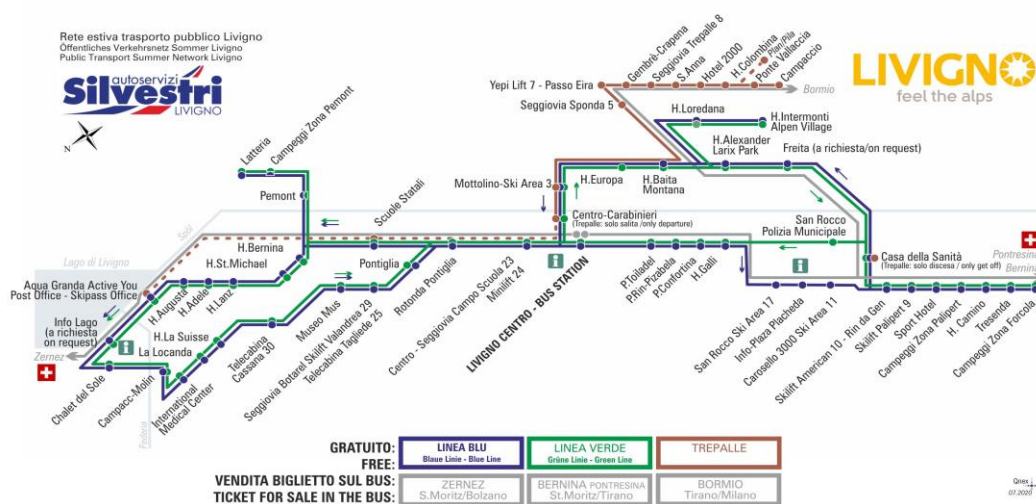 Rete estiva trasporto pubblico Livigno
Öffentliches Verkehrsnetz Sommer Livigno
Public Transport Summer Network Livigno
autoservizi
Silvestri
LIVIGNO
N
LIVIGNO
feel the alps
Latteria
Campeggi Zona Pemont
Pemont
Scuole Statali
Spöl
Lago di Livigno
H.Bernina
H.St.Michael
Aqua Granda Active You
Post Office - Skipass Office
H.Augusta
H.Adele
H.Lanz
Info Lago
(a richiesta
on request)
Zernez
Chalet del Sole
Federia
La Locanda
H.La Suisse
Campacc-Molin
International
Medical Center
Telecabina
Cassana 30
Museo Mus
Pontiglia
Seggiovia Botarel Skilift Valandrea 29
Telecabina Tagliede 25
Rotonda Pontiglia
Centro - Seggiovia Campo Scuola 23
Minilift 24
LIVIGNO CENTRO - BUS STATION
Yepi Lift 7 - Passo Eira
Seggiovia Sponda 5
Gembrè-Crapena
Seggiovia Trepalle 8
S.Anna
Hotel 2000
H.Colombina
Plan/Pila
Ponte Vallaccia
Campaccio
Bormio
H.Loredana
H.Intermonti
Alpen Village
H.Alexander
Larix Park
Freita (a richiesta/on request)
Mottolino-Ski Area 3
H.Europa
H.Baita
Montana
Centro-Carabinieri
(Trepalle: solo salita /only departure)
San Rocco
Polizia Municipale
Casa della Sanità
(Trepalle: solo discesa / only get off)
Pontresina
Bernina
P.Toiladel
P.Rin-Pizabela
P.Confortina
H.Galli
San Rocco Ski Area 17
Info-Plaza Placheda
Carosello 3000 Ski Area 11
Skilift American 10 - Rin da Gen
Skilift Palipert 9
Sport Hotel
Campeggi Zona Palipert
H. Camino
Tresenda
Campeggi Zona Forcola
GRATUITO:
FREE:
LINEA BLU
Blaue Linie - Blue Line
LINEA VERDE
Grüne Linie - Green Line
TREPALLE
VENDITA BIGLIETTO SUL BUS:
TICKET FOR SALE IN THE BUS:
ZERNEZ
S.Moritz/Bolzano
BERNINA PONTRESINA
St.Moritz/Tirano
BORMIO
Tirano/Milano